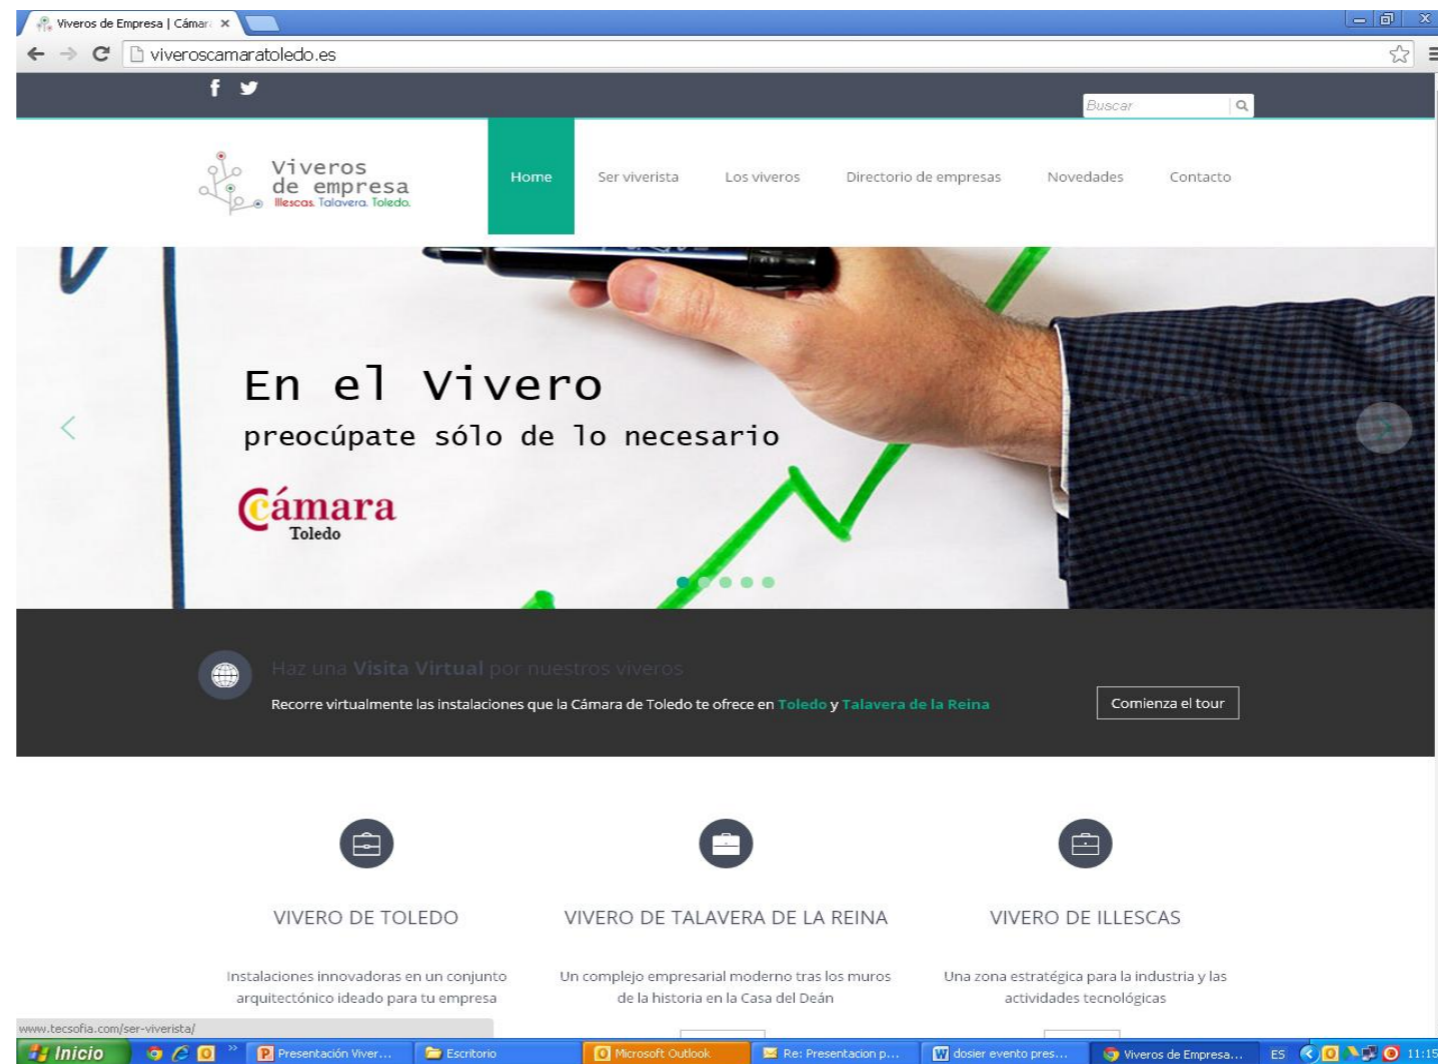 Viveros de Empresa | Cámar
viveroscamaratoledo.es
Buscar
Viveros
de empresa
Illescas. Talavera. Toledo.
Home
Ser viverista
Los viveros
Directorio de empresas
Novedades
Contacto
En el Vivero
preocúpate sólo de lo necesario
Cámara
Toledo
Haz una Visita Virtual por nuestros viveros
Recorre virtualmente las instalaciones que la Cámara de Toledo te ofrece en Toledo y Talavera de la Reina
Comienza el tour
VIVERO DE TOLEDO
Instalaciones innovadoras en un conjunto
arquitectónico ideado para tu empresa
VIVERO DE TALAVERA DE LA REINA
Un complejo empresarial moderno tras los muros
de la historia en la Casa del Deán
VIVERO DE ILLESCAS
Una zona estratégica para la industria y las
actividades tecnológicas
www.tecsofia.com/ser-viverista/
Inicio
Presentación Viver...
Escritorio
Microsoft Outlook
Re: Presentacion p...
dosier evento pres...
Viveros de Empresa...
ES
11:15